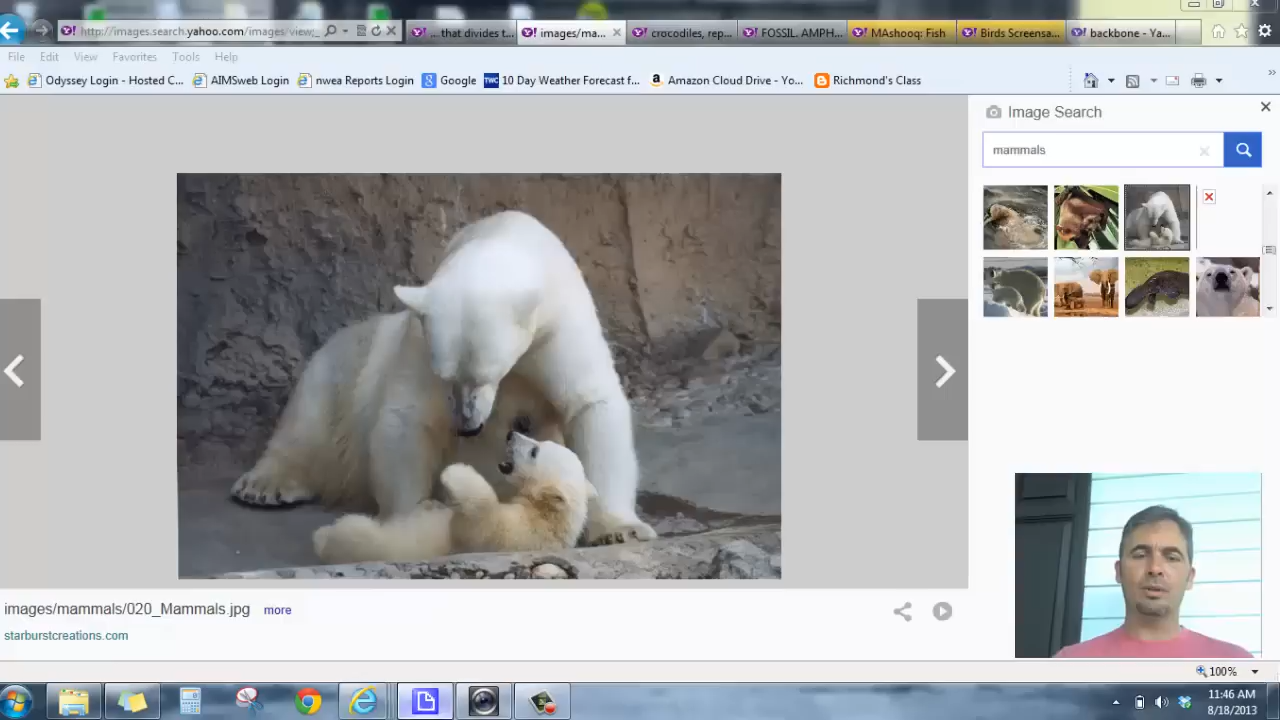 http://images.search.yahoo.com/images/view;_
... that divides t...
images/ma...
crocodiles, rep...
FOSSIL, AMPH...
MAshooq: Fish
Birds Screensa...
backbone - Ya...
File Edit View Favorites Tools Help
Odyssey Login - Hosted C...
AIMSweb Login
nwea Reports Login
Google
10 Day Weather Forecast f...
Amazon Cloud Drive - Yo...
Richmond's Class
Image Search
mammals
images/mammals/020_Mammals.jpg more
starburstcreations.com
100%
11:46 AM
8/18/2013